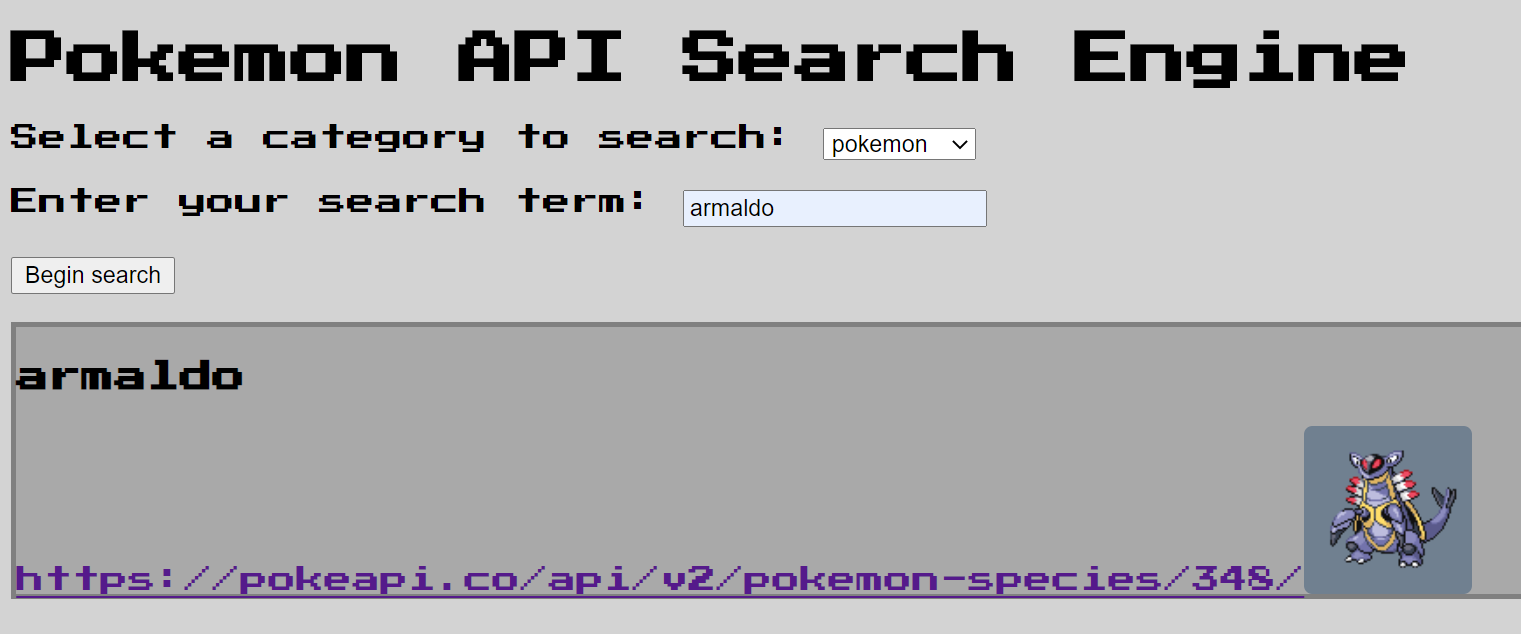 Pokemon API Search Engine
Select a category to search: pokemon
Enter your search term: armaldo
Begin search
armaldo
https://pokeapi.co/api/v2/pokemon-species/348/